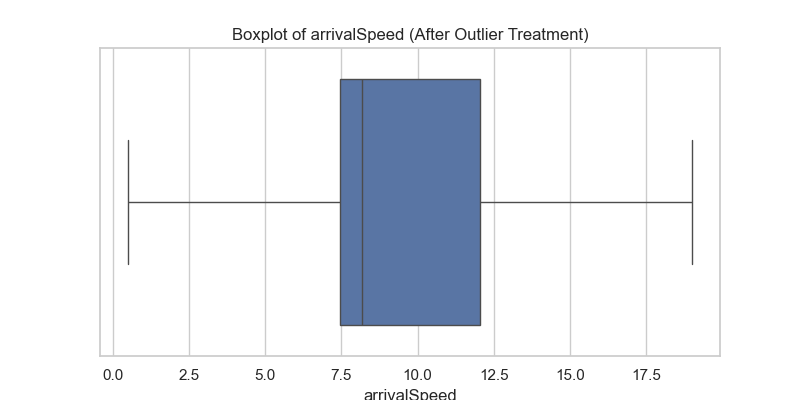 Boxplot of arrivalSpeed (After Outlier Treatment)
0.0 2.5 5.0 7.5 10.0 12.5 15.0 17.5
arrivalSpeed